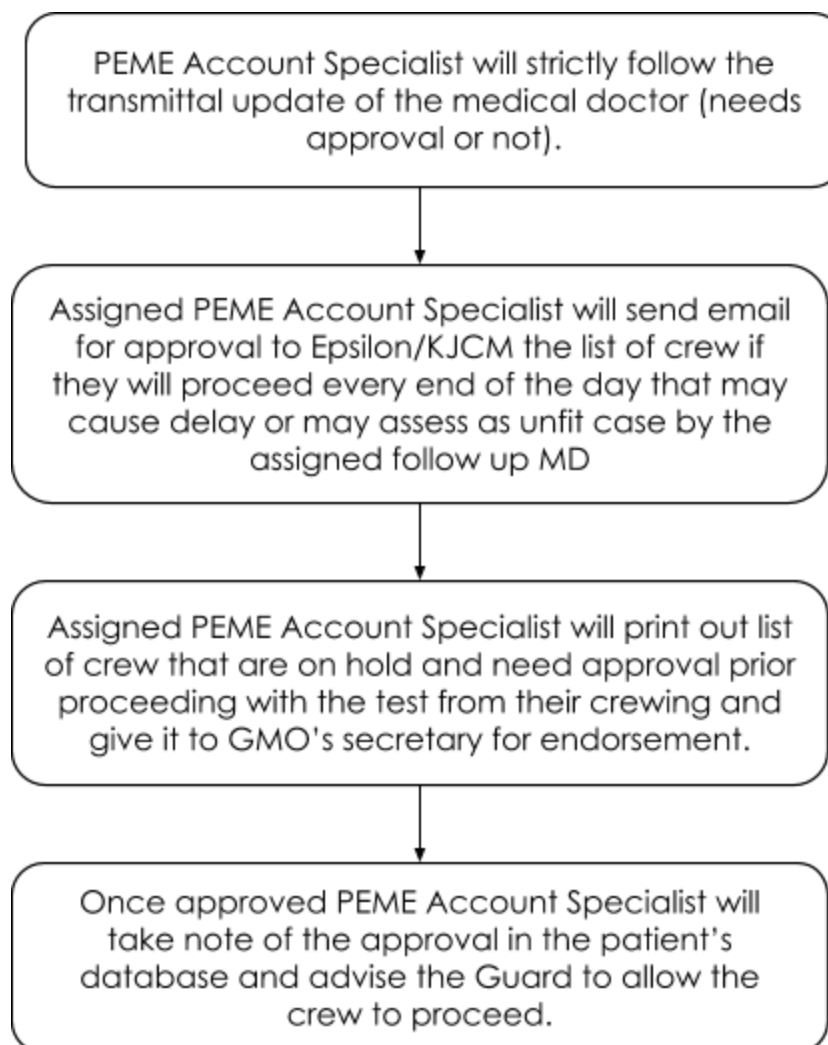 PEME Account Specialist will strictly follow the
transmittal update of the medical doctor (needs
approval or not).
Assigned PEME Account Specialist will send email
for approval to Epsilon/KJCM the list of crew if
they will proceed every end of the day that may
cause delay or may assess as unfit case by the
assigned follow up MD
Assigned PEME Account Specialist will print out list
of crew that are on hold and need approval prior
proceeding with the test from their crewing and
give it to GMO’s secretary for endorsement.
Once approved PEME Account Specialist will
take note of the approval in the patient’s
database and advise the Guard to allow the
crew to proceed.